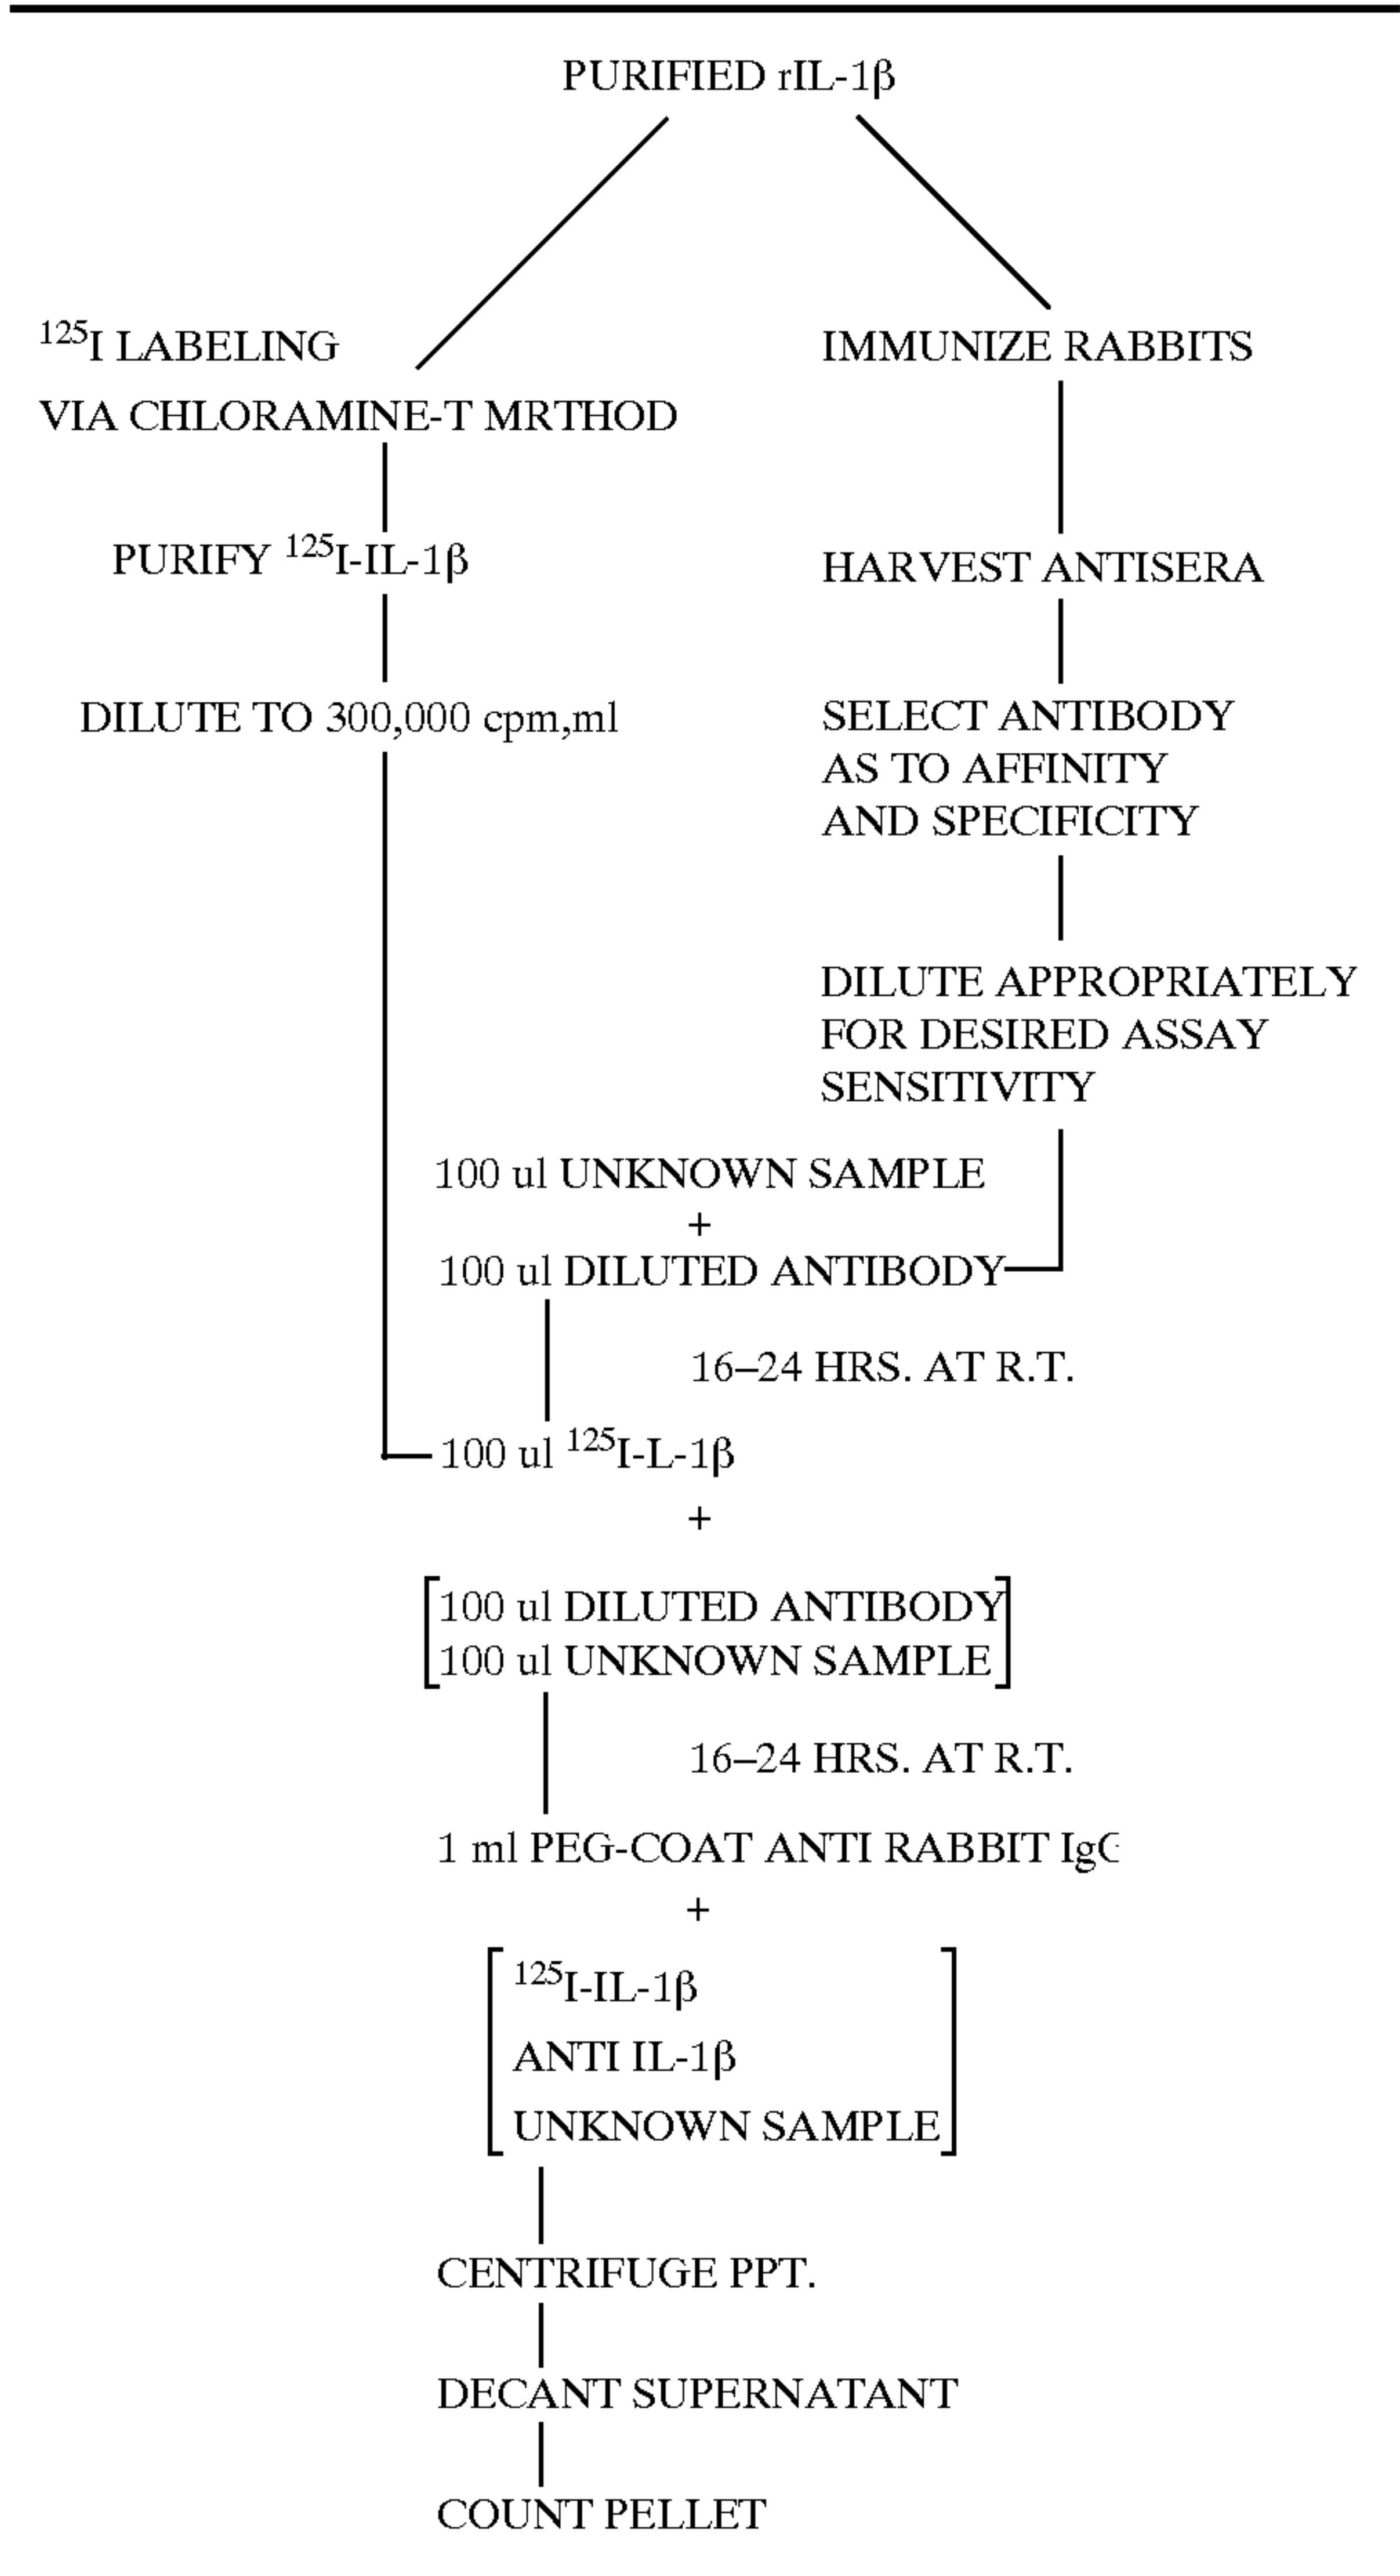 PURIFIED rIL-1β
¹²⁵I LABELING
VIA CHLORAMINE-T MRTHOD
PURIFY ¹²⁵I-IL-1β
DILUTE TO 300,000 cpm,ml
IMMUNIZE RABBITS
HARVEST ANTISERA
SELECT ANTIBODY
AS TO AFFINITY
AND SPECIFICITY
DILUTE APPROPRIATELY
FOR DESIRED ASSAY
SENSITIVITY
100 ul UNKNOWN SAMPLE
+
100 ul DILUTED ANTIBODY
16–24 HRS. AT R.T.
100 ul ¹²⁵I-L-1β
+
100 ul DILUTED ANTIBODY
100 ul UNKNOWN SAMPLE
16–24 HRS. AT R.T.
1 ml PEG-COAT ANTI RABBIT IgG
+
¹²⁵I-IL-1β
ANTI IL-1β
UNKNOWN SAMPLE
CENTRIFUGE PPT.
DECANT SUPERNATANT
COUNT PELLET